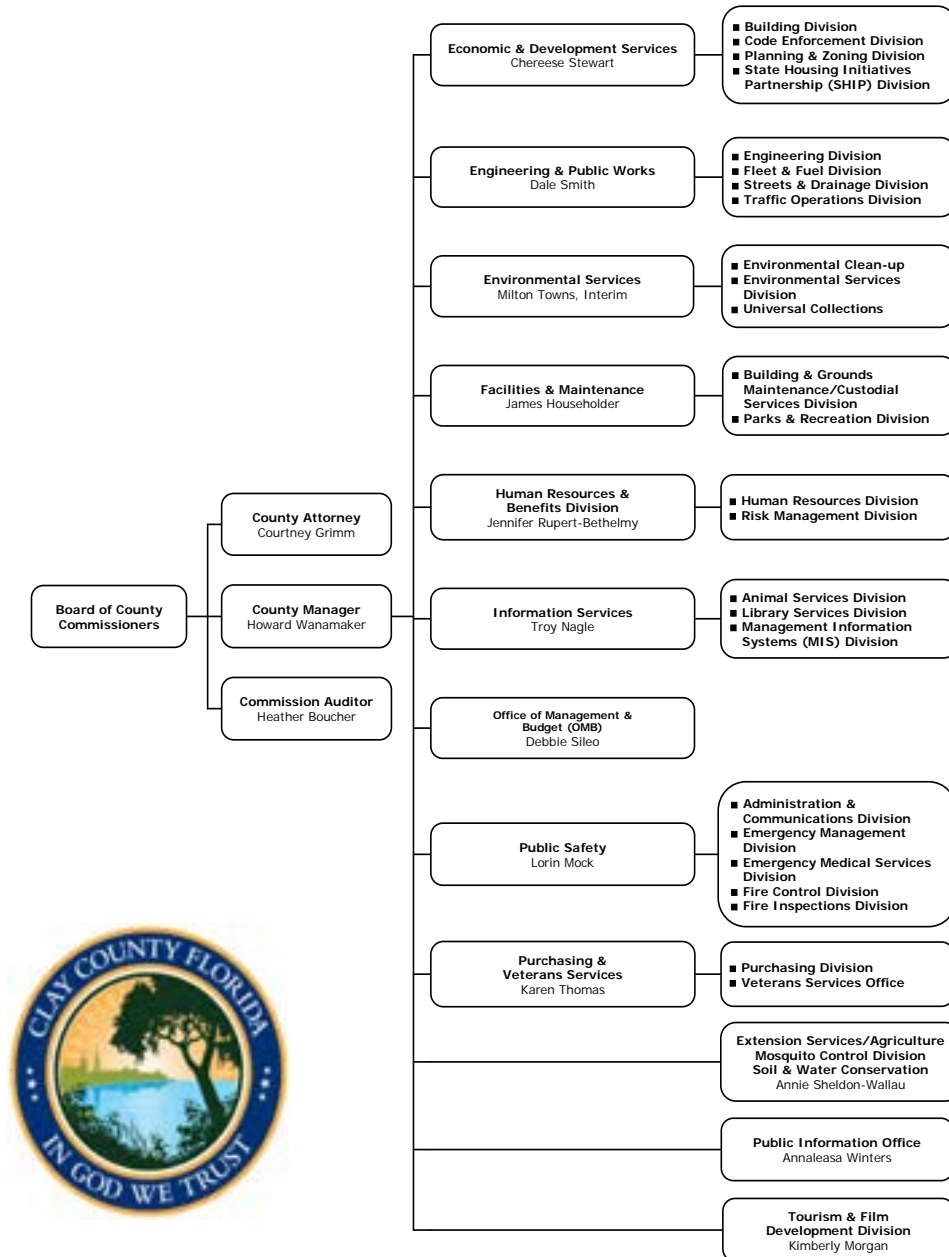 Board of County
Commissioners
County Attorney
Courtney Grimm
County Manager
Howard Wanamaker
Commission Auditor
Heather Boucher
Economic & Development Services
Chereese Stewart
■ Building Division
■ Code Enforcement Division
■ Planning & Zoning Division
■ State Housing Initiatives
Partnership (SHIP) Division
Engineering & Public Works
Dale Smith
■ Engineering Division
■ Fleet & Fuel Division
■ Streets & Drainage Division
■ Traffic Operations Division
Environmental Services
Milton Towns, Interim
■ Environmental Clean-up
■ Environmental Services
Division
■ Universal Collections
Facilities & Maintenance
James Householder
■ Building & Grounds
Maintenance/Custodial
Services Division
■ Parks & Recreation Division
Human Resources &
Benefits Division
Jennifer Rupert-Bethelmy
■ Human Resources Division
■ Risk Management Division
Information Services
Troy Nagle
■ Animal Services Division
■ Library Services Division
■ Management Information
Systems (MIS) Division
Office of Management &
Budget (OMB)
Debbie Sileo
Public Safety
Lorin Mock
■ Administration &
Communications Division
■ Emergency Management
Division
■ Emergency Medical Services
Division
■ Fire Control Division
■ Fire Inspections Division
Purchasing &
Veterans Services
Karen Thomas
■ Purchasing Division
■ Veterans Services Office
Extension Services/Agriculture
Mosquito Control Division
Soil & Water Conservation
Annie Sheldon-Wallau
Public Information Office
Annaleasa Winters
Tourism & Film
Development Division
Kimberly Morgan
CLAY COUNTY FLORIDA
IN GOD WE TRUST